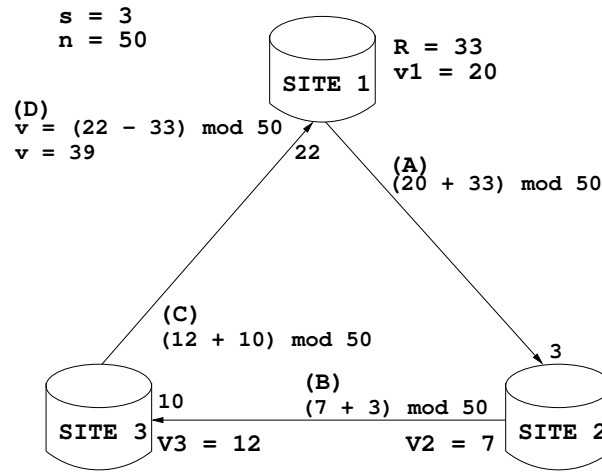 s = 3
n = 50
R = 33
v1 = 20
SITE 1
(D)
v = (22 - 33) mod 50
v = 39
22
(A)
(20 + 33) mod 50
(C)
(12 + 10) mod 50
3
(B)
(7 + 3) mod 50
10
SITE 3
SITE 2
V3 = 12
V2 = 7